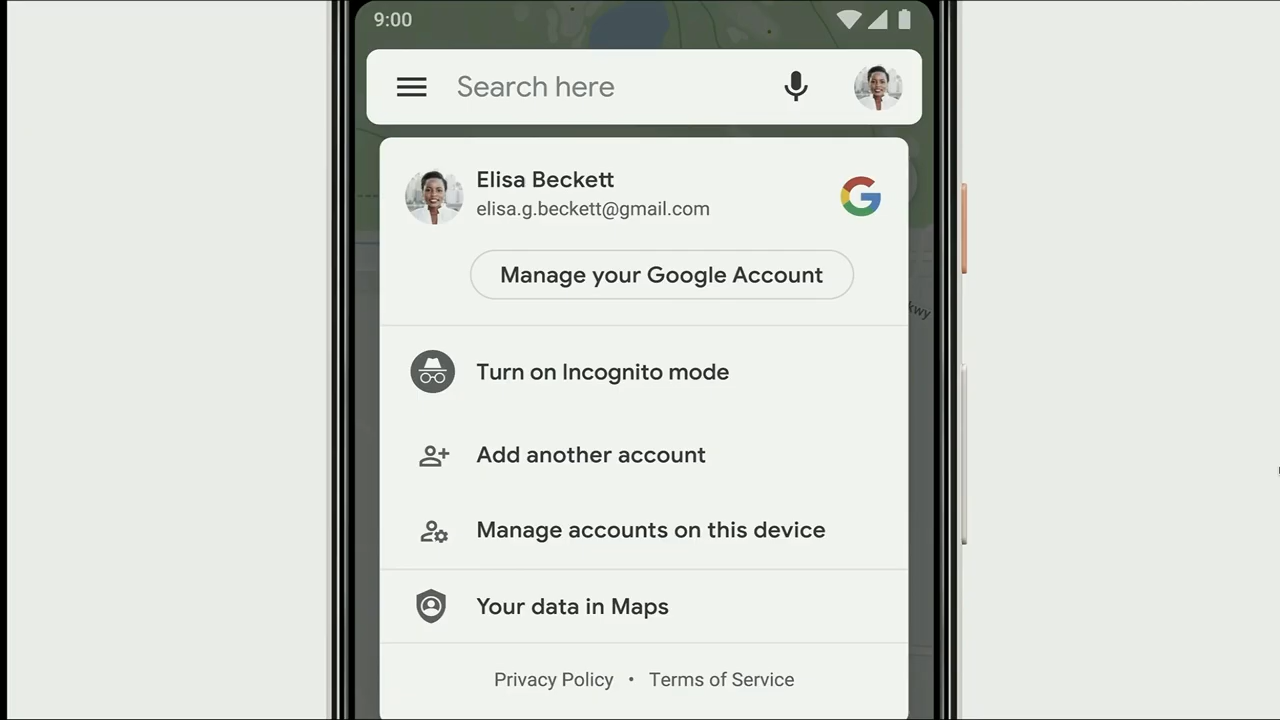 9:00
Search here
Elisa Beckett
elisa.g.beckett@gmail.com
Manage your Google Account
kwy
Turn on Incognito mode
Add another account
Manage accounts on this device
Your data in Maps
Privacy Policy • Terms of Service